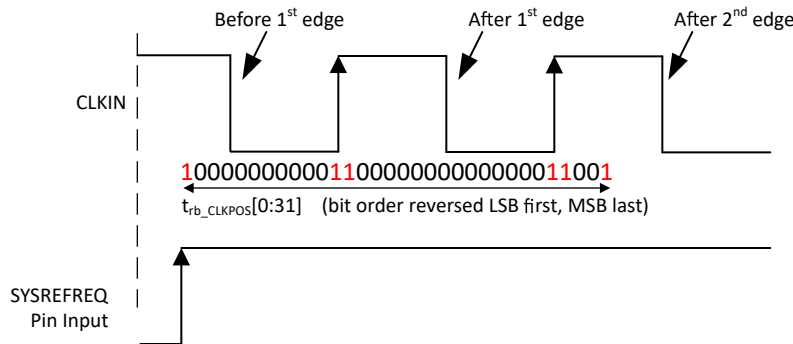 Before 1st edge
After 1st edge
After 2nd edge
CLKIN
10000000000110000000000000011001
trb_CLKPOS[0:31] (bit order reversed LSB first, MSB last)
SYSREFREQ
Pin Input